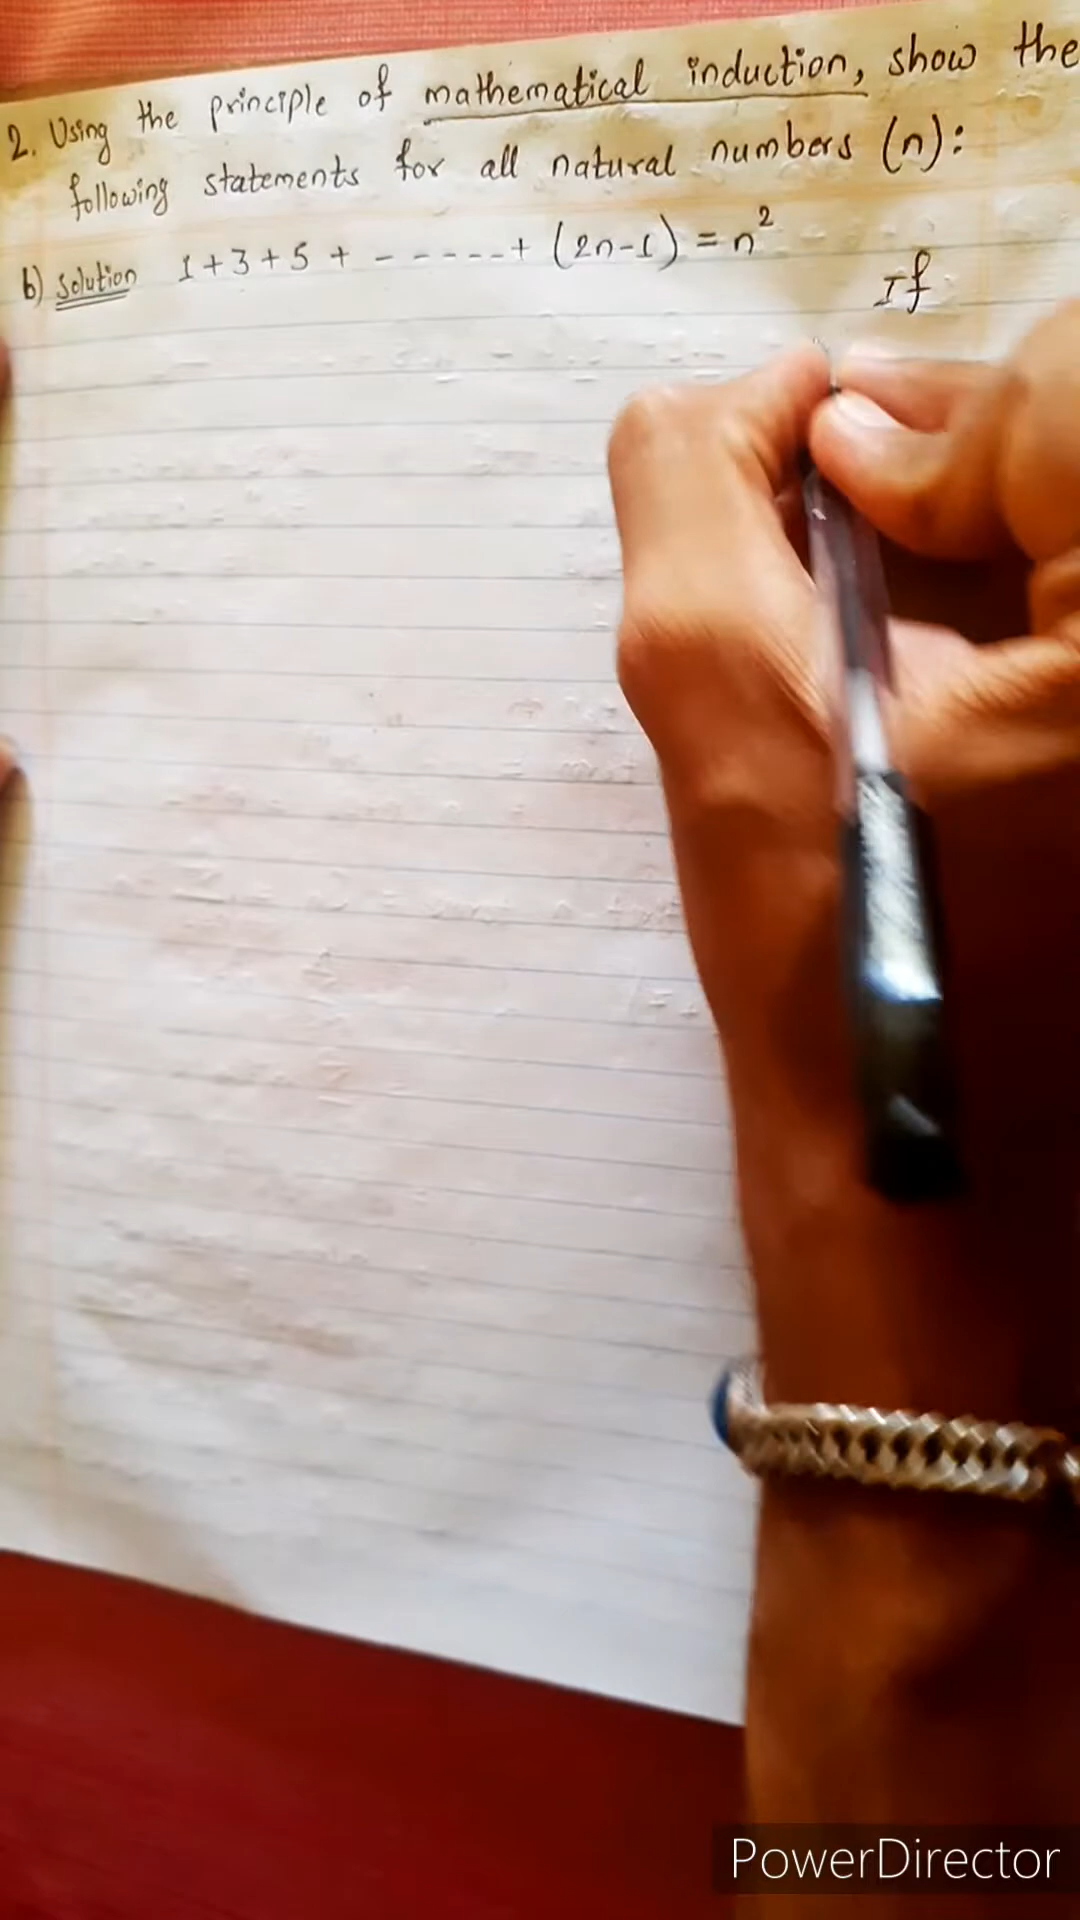 2. Using the principle of mathematical induction, show the
following statements for all natural numbers (n):
b) Solution 1 + 3 + 5 + - - - - - - + (2n-1) = n²
If
PowerDirector